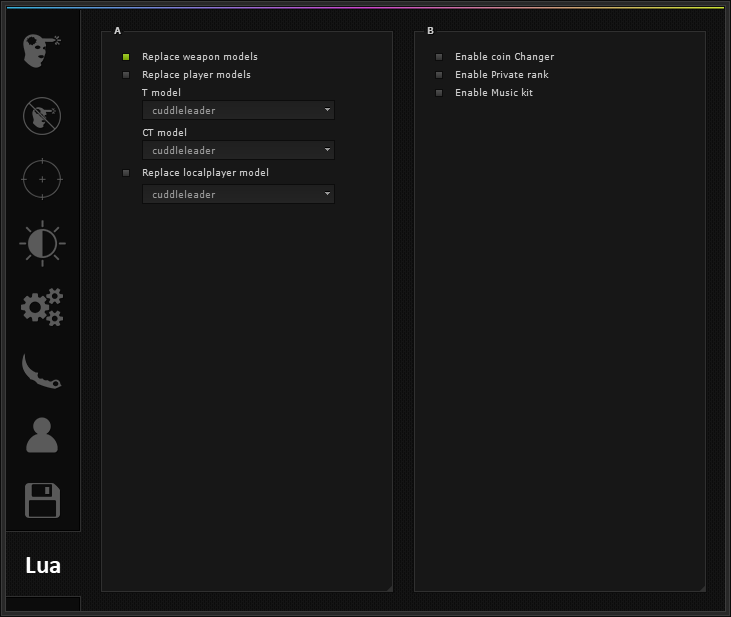 A
Replace weapon models
Replace player models
T model
cuddleleader
CT model
cuddleleader
Replace localplayer model
cuddleleader
B
Enable coin Changer
Enable Private rank
Enable Music kit
Lua